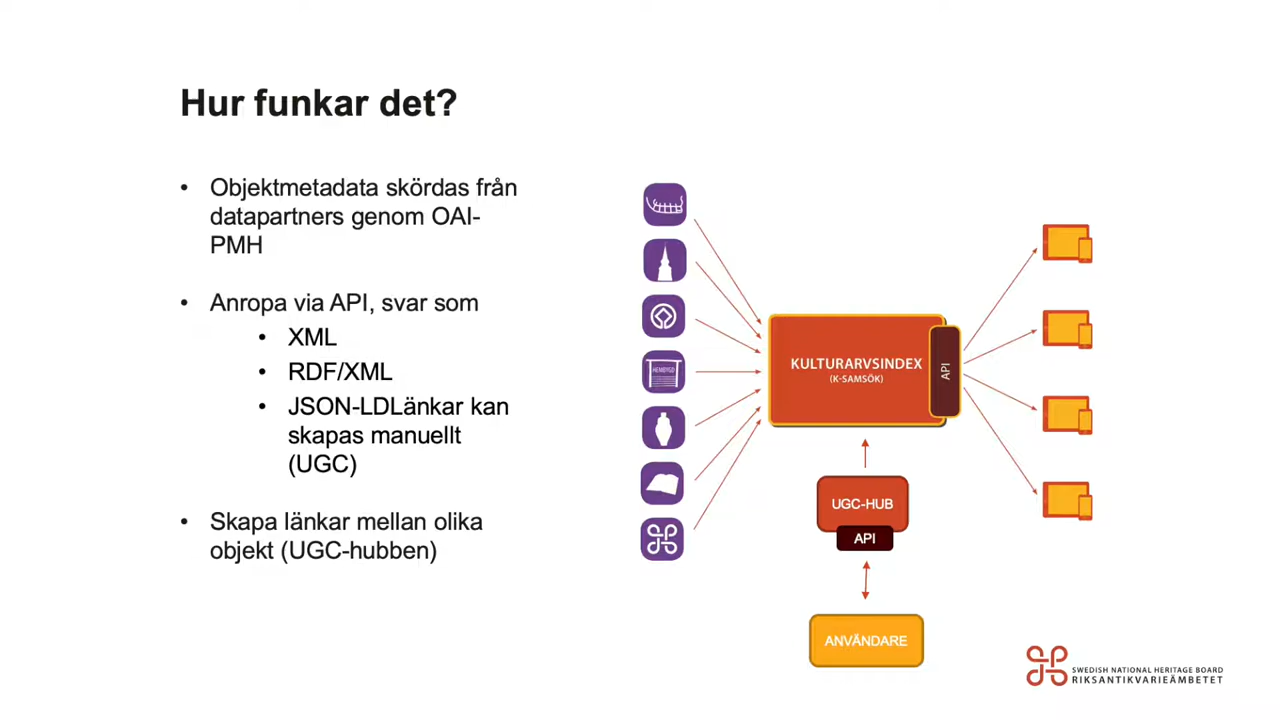 Hur funkar det?
• Objektmetadata skördas från
datapartners genom OAI-
PMH
• Anropa via API, svar som
• XML
• RDF/XML
• JSON-LDLänkar kan
skapas manuellt
(UGC)
• Skapa länkar mellan olika
objekt (UGC-hubben)
HEMBYGD
KULTURARVSINDEX
(K-SAMSÖK)
API
UGC-HUB
API
ANVÄNDARE
SWEDISH NATIONAL HERITAGE BOARD
RIKSANTIKVARIEÄMBETET